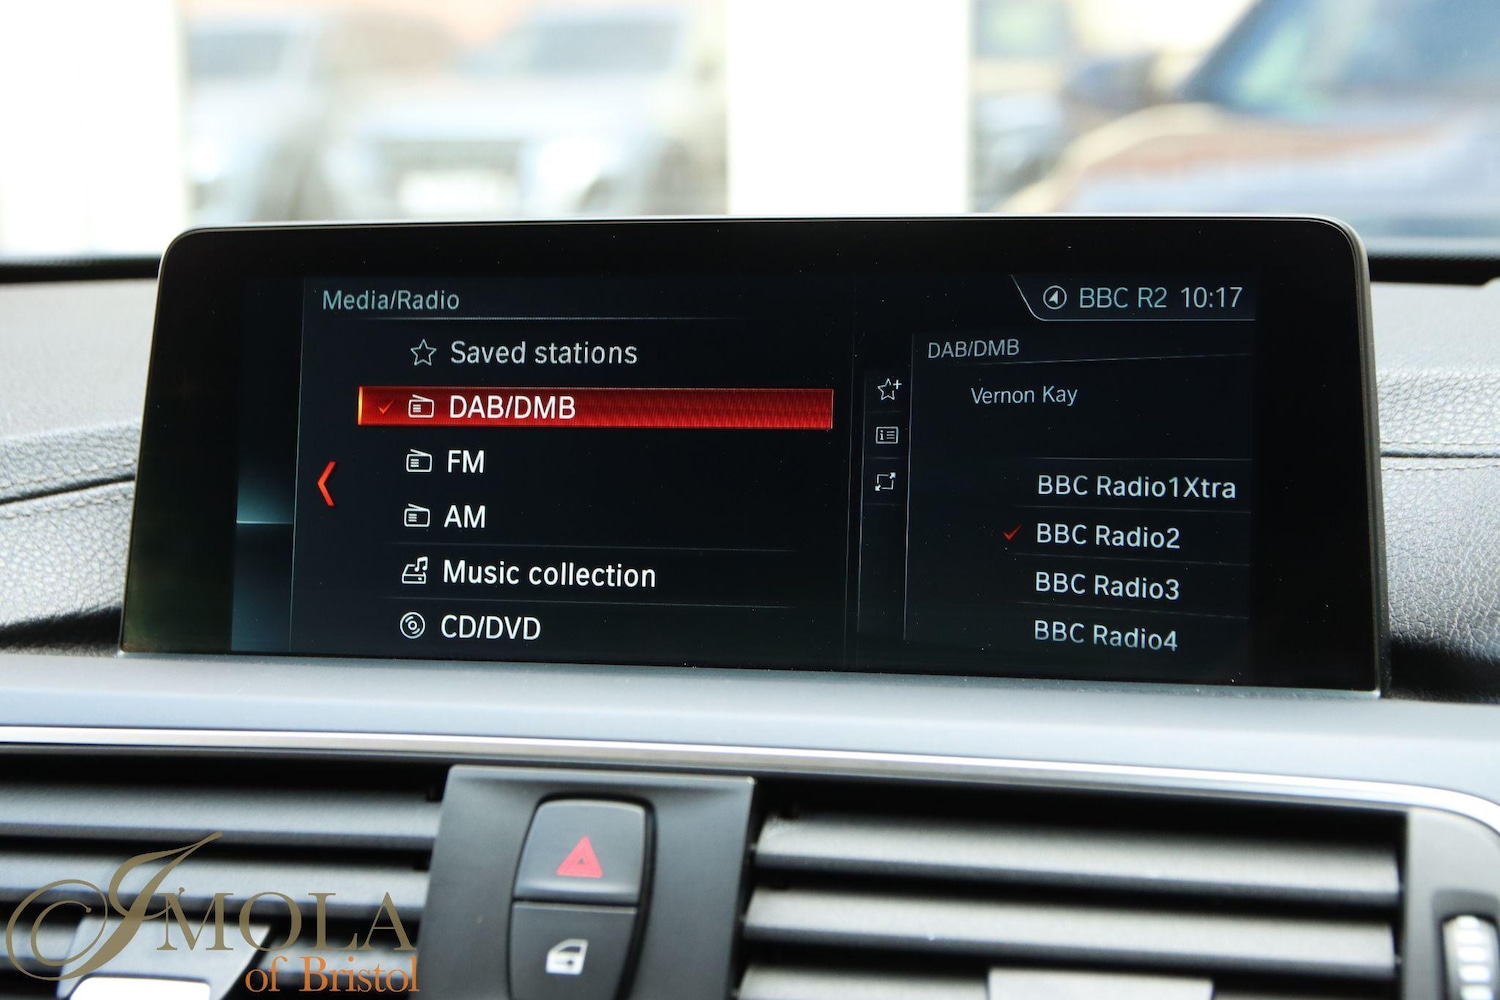 Media/Radio
BBC R2 10:17
Saved stations
DAB/DMB
FM
AM
Music collection
CD/DVD
DAB/DMB
Vernon Kay
BBC Radio1Xtra
BBC Radio2
BBC Radio3
BBC Radio4
IMOLA
of Bristol